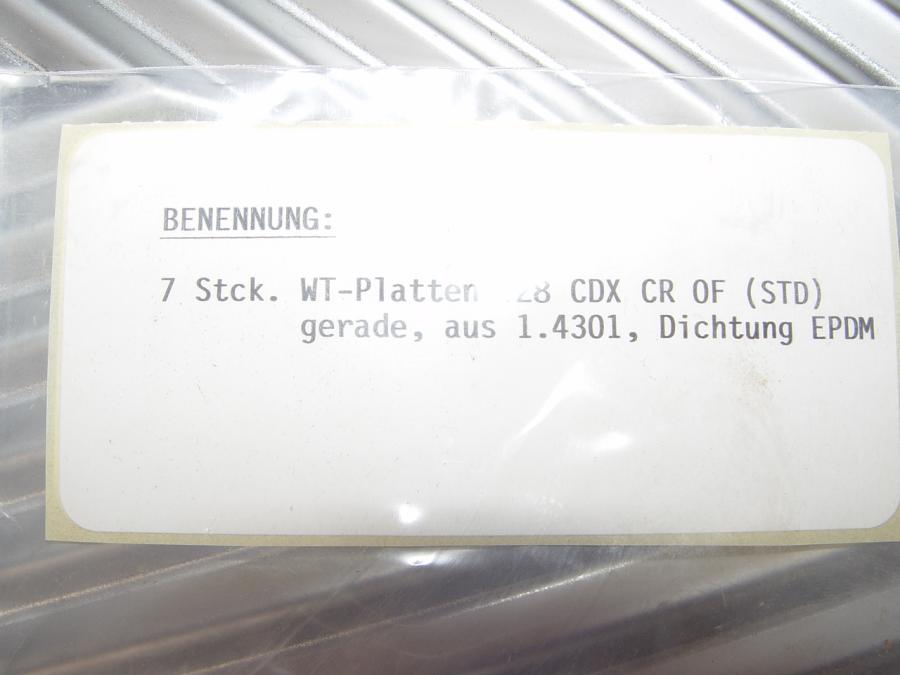 BENENNUNG:
7 Stck. WT-Platten CDX CR OF (STD)
gerade, aus 1.4301, Dichtung EPDM